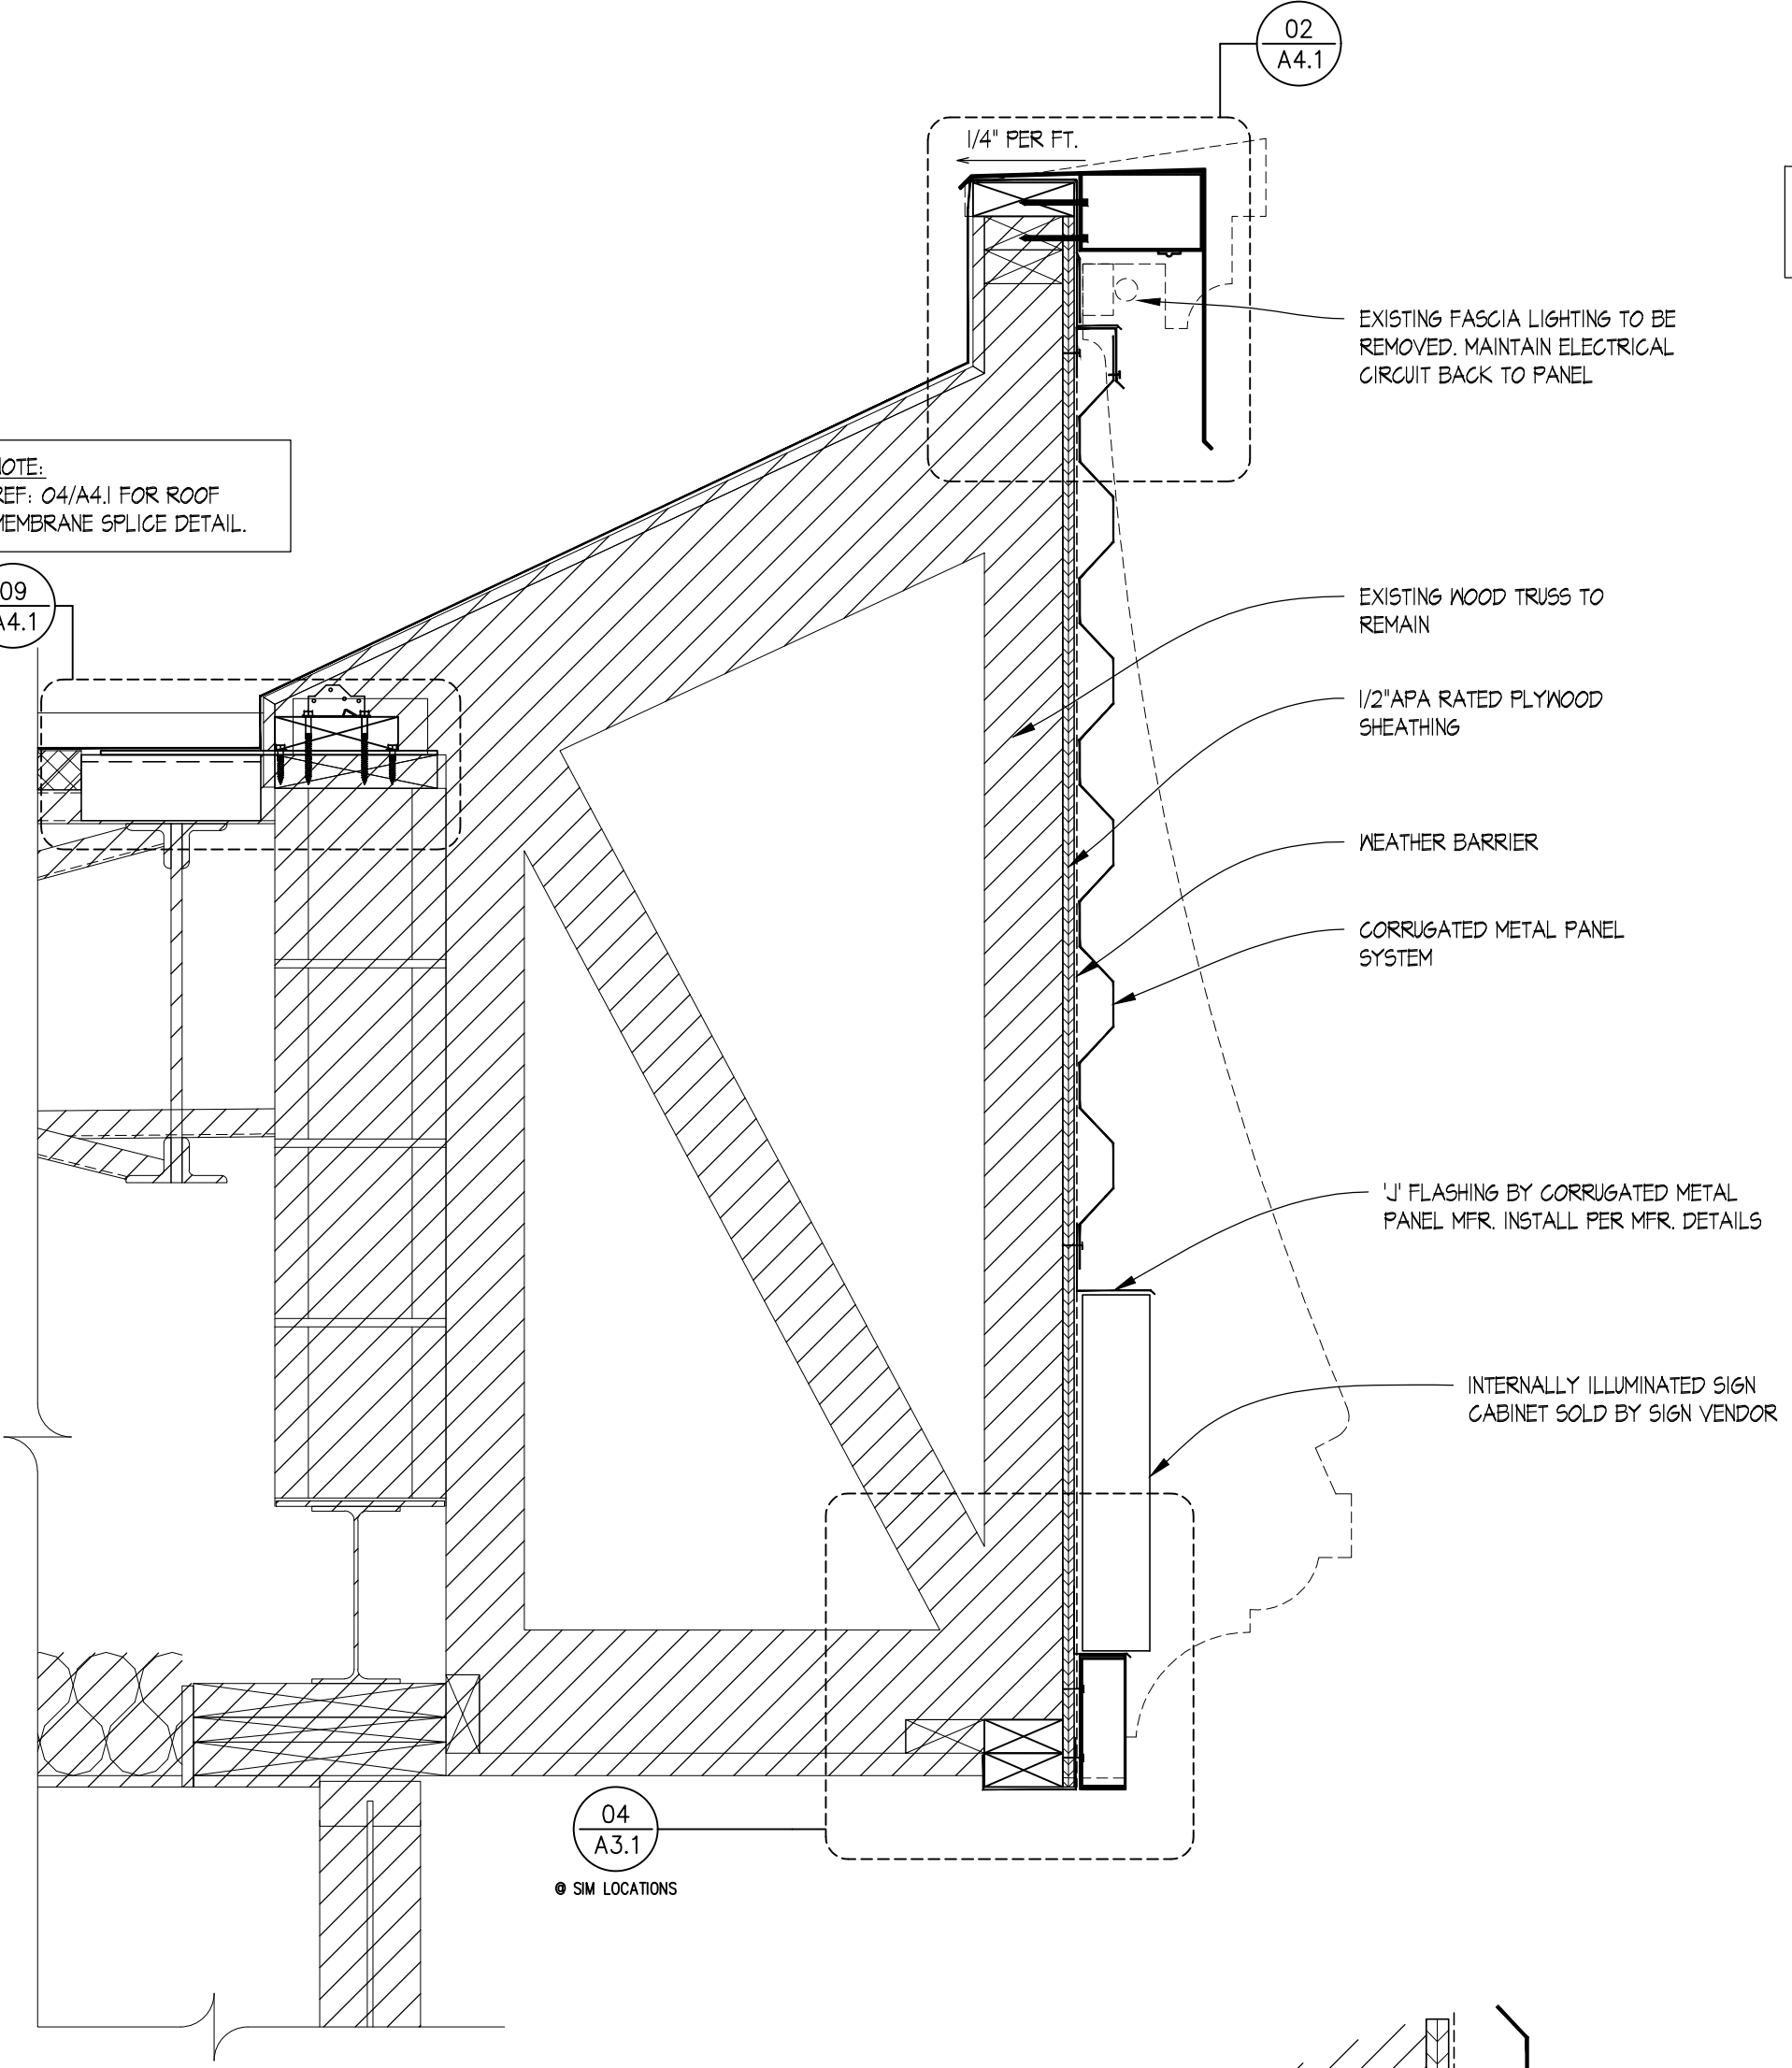 02
A4.1
1/4" PER FT.
EXISTING FASCIA LIGHTING TO BE
REMOVED. MAINTAIN ELECTRICAL
CIRCUIT BACK TO PANEL
NOTE:
REF: 04/A4.1 FOR ROOF
MEMBRANE SPLICE DETAIL.
09
A4.1
EXISTING WOOD TRUSS TO
REMAIN
1/2"APA RATED PLYWOOD
SHEATHING
WEATHER BARRIER
CORRUGATED METAL PANEL
SYSTEM
'J' FLASHING BY CORRUGATED METAL
PANEL MFR. INSTALL PER MFR. DETAILS
INTERNALLY ILLUMINATED SIGN
CABINET SOLD BY SIGN VENDOR
04
A3.1
@ SIM LOCATIONS